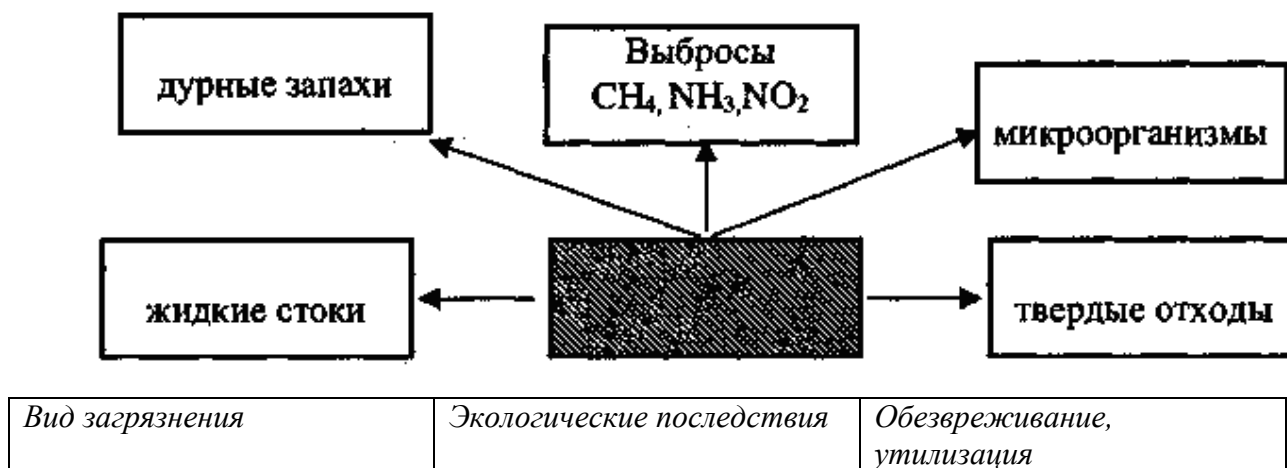 дурные запахи
Выбросы
CH₄, NH₃,NO₂
микроорганизмы
жидкие стоки
твердые отходы
Вид загрязнения
Экологические последствия
Обезвреживание,
утилизация